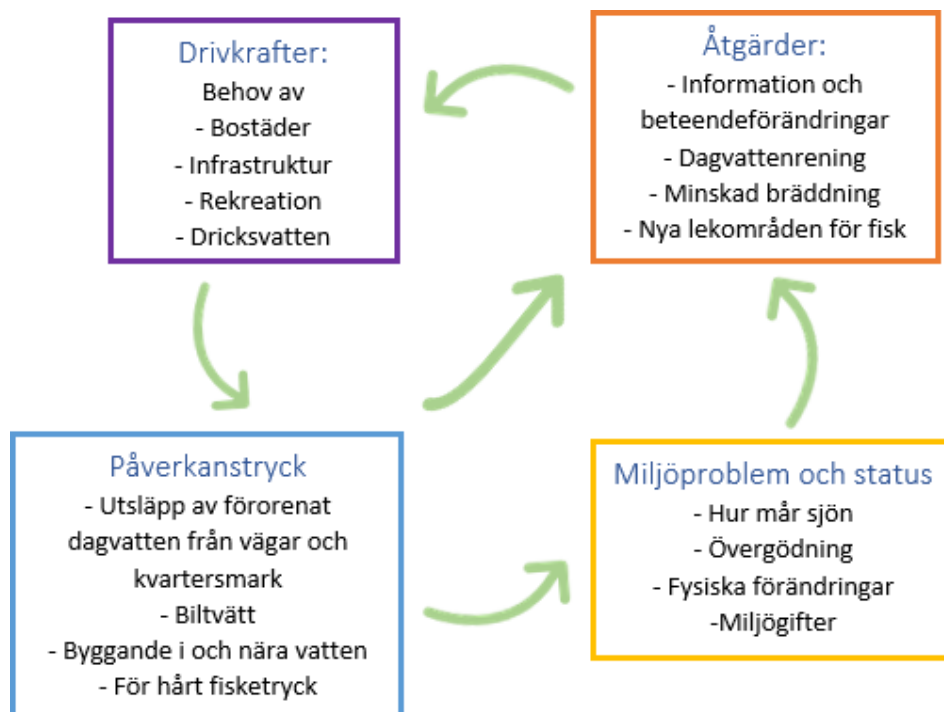 Drivkrafter:
Behov av
- Bostäder
- Infrastruktur
- Rekreation
- Dricksvatten
Åtgärder:
- Information och
beteendeförändringar
- Dagvattenrening
- Minskad bräddning
- Nya lekområden för fisk
Påverkanstryck
- Utsläpp av förorenat
dagvatten från vägar och
kvartersmark
- Biltvätt
- Byggande i och nära vatten
- För hårt fisketryck
Miljöproblem och status
- Hur mår sjön
- Övergödning
- Fysiska förändringar
-Miljögifter